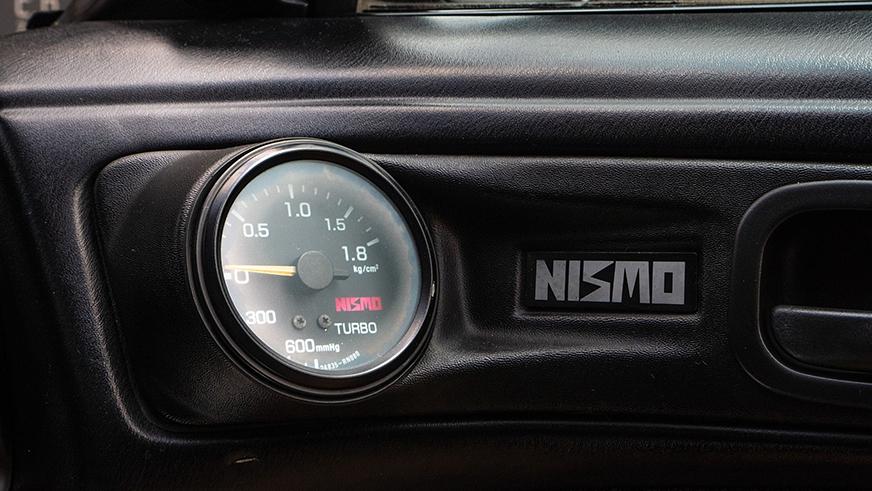 1.0
0.5
1.5
1.8
kg/cm²
0
NISMO
300
TURBO
600mmHg
NISMO